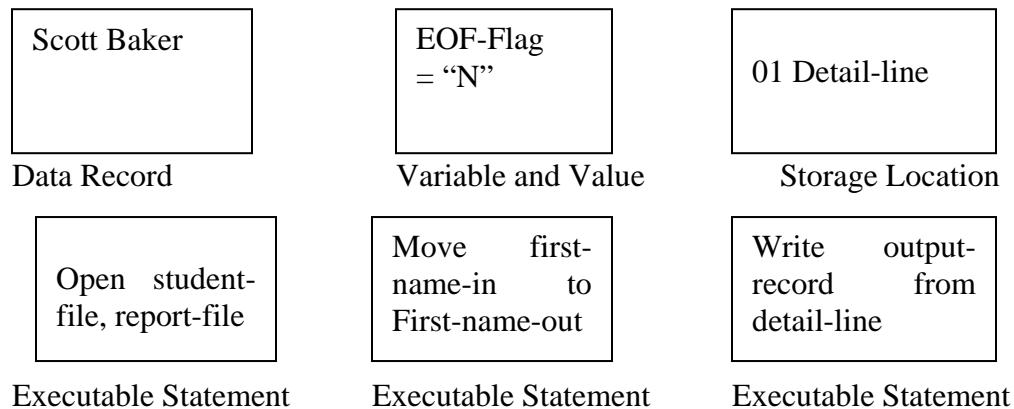 Scott Baker
EOF-Flag
= “N”
01 Detail-line
Data Record
Variable and Value
Storage Location
Open student-
file, report-file
Move first-
name-in to
First-name-out
Write output-
record from
detail-line
Executable Statement
Executable Statement
Executable Statement